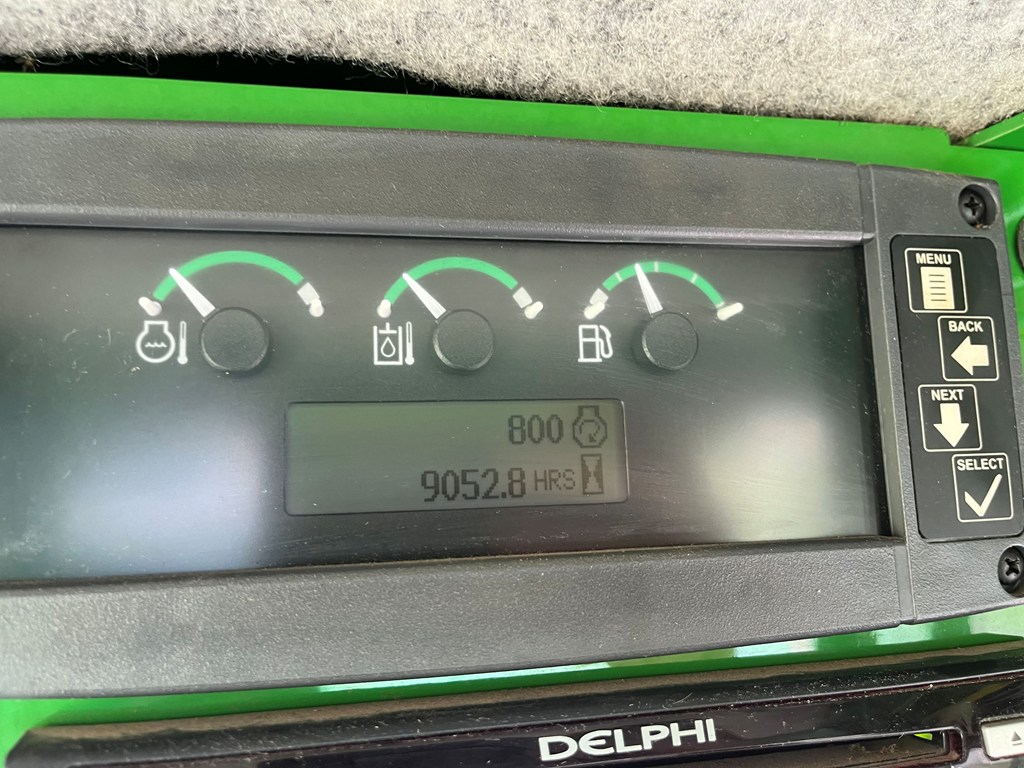 MENU
BACK
NEXT
SELECT
800
9052.8 HRS
DELPHI